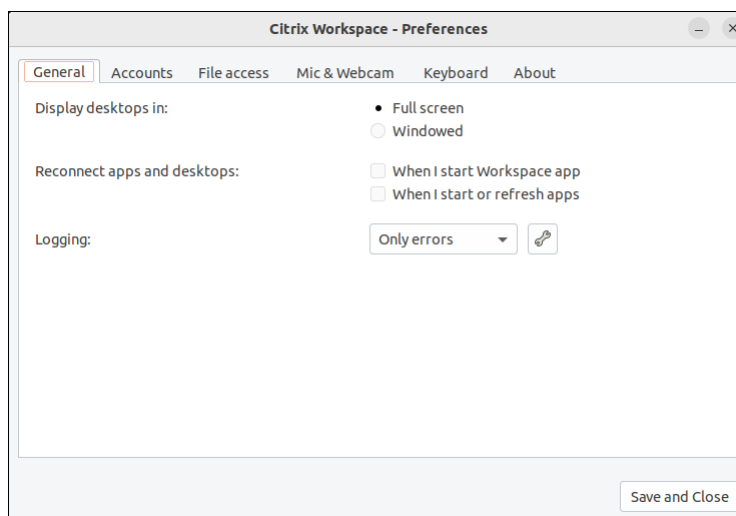 Citrix Workspace - Preferences
General Accounts File access Mic & Webcam Keyboard About
Display desktops in: Full screen
Windowed
Reconnect apps and desktops: When I start Workspace app
When I start or refresh apps
Logging: Only errors
Save and Close